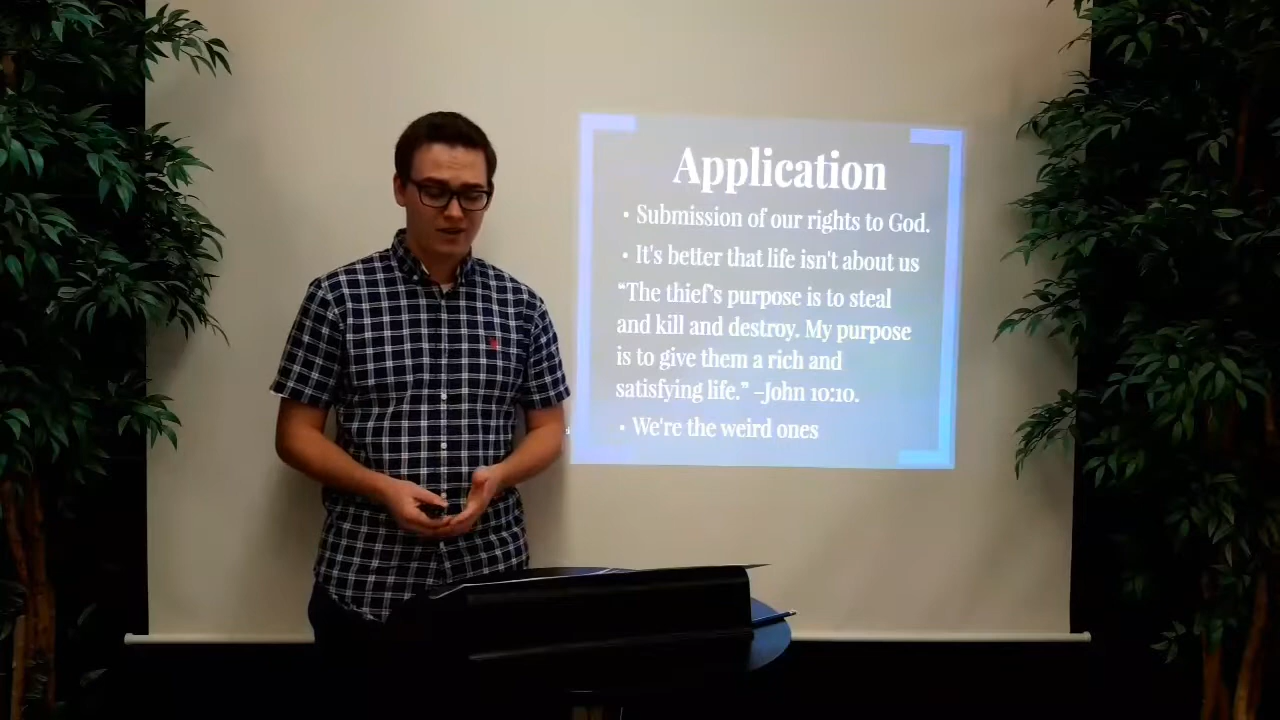 Application
• Submission of our rights to God.
• It's better that life isn't about us
“The thief's purpose is to steal
and kill and destroy. My purpose
is to give them a rich and
satisfying life.” –John 10:10.
• We're the weird ones